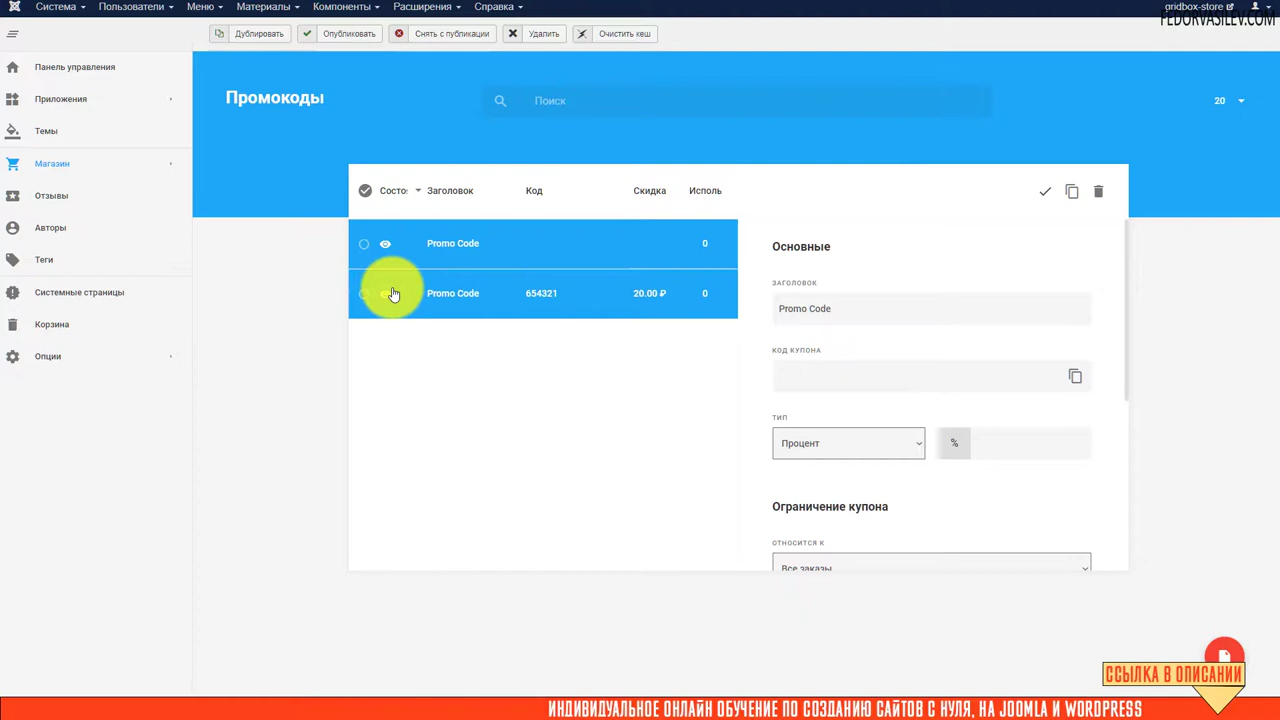 Система Пользователи Меню Материалы Компоненты Расширения Справка gridbox-store
FEDORVASILEV.COM
Дублировать Опубликовать Снять с публикации Удалить Очистить кеш
Панель управления
Приложения
Темы
Магазин
Отзывы
Авторы
Теги
Системные страницы
Корзина
Опции
Промокоды
Поиск
20
Состо: Заголовок Код Скидка Исполь
Promo Code 0
Promo Code 654321 20.00 ₽ 0
Основные
ЗАГОЛОВОК
Promo Code
КОД КУПОНА
ТИП
Процент %
Ограничение купона
ОТНОСИТСЯ К
Все заказы
ССЫЛКА В ОПИСАНИИ
ИНДИВИДУАЛЬНОЕ ОНЛАЙН ОБУЧЕНИЕ ПО СОЗДАНИЮ САЙТОВ С НУЛЯ, НА JOOMLA И WORDPRESS